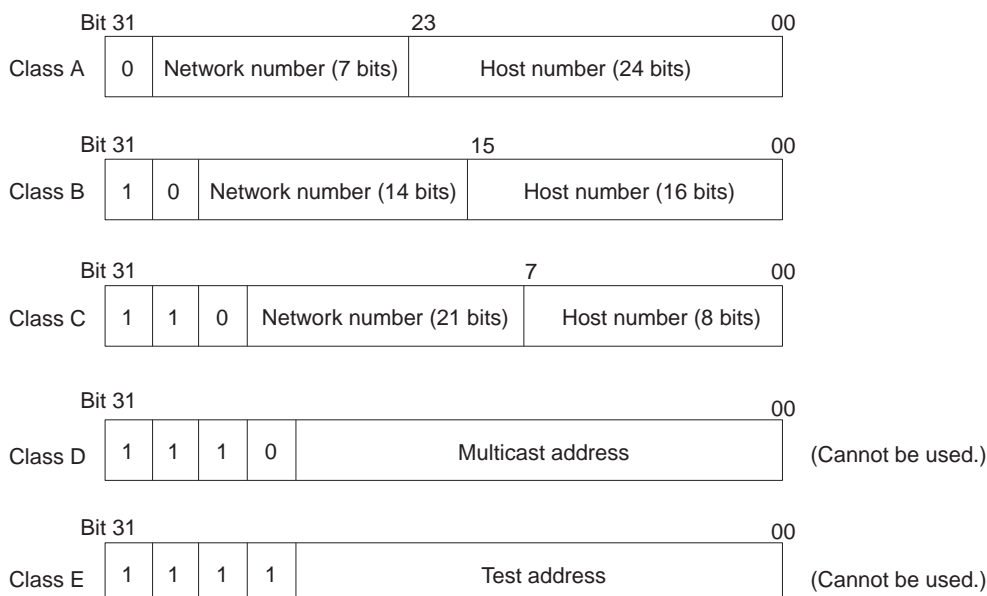 Bit 31 23 00
Class A 0 Network number (7 bits) Host number (24 bits)
Bit 31 15 00
Class B 1 0 Network number (14 bits) Host number (16 bits)
Bit 31 7 00
Class C 1 1 0 Network number (21 bits) Host number (8 bits)
Bit 31 00
Class D 1 1 1 0 Multicast address (Cannot be used.)
Bit 31 00
Class E 1 1 1 1 Test address (Cannot be used.)